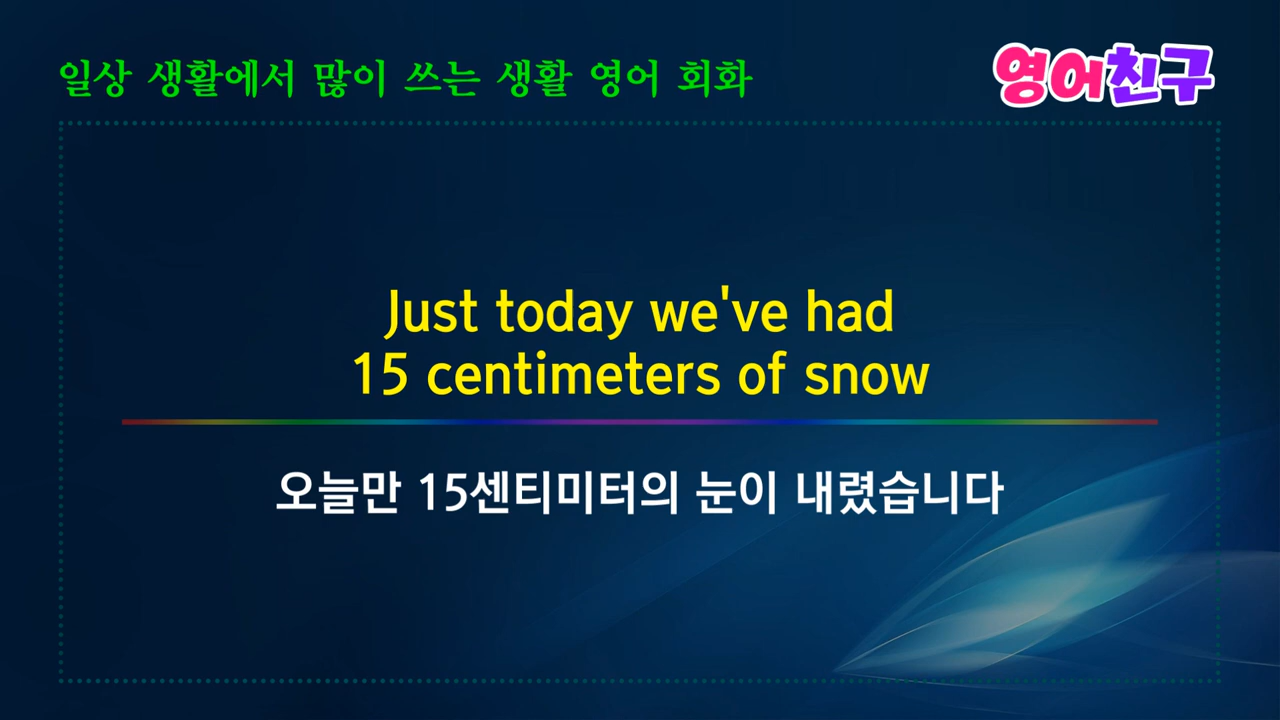 일상 생활에서 많이 쓰는 생활 영어 회화
영어친구
Just today we've had
15 centimeters of snow
오늘만 15센티미터의 눈이 내렸습니다